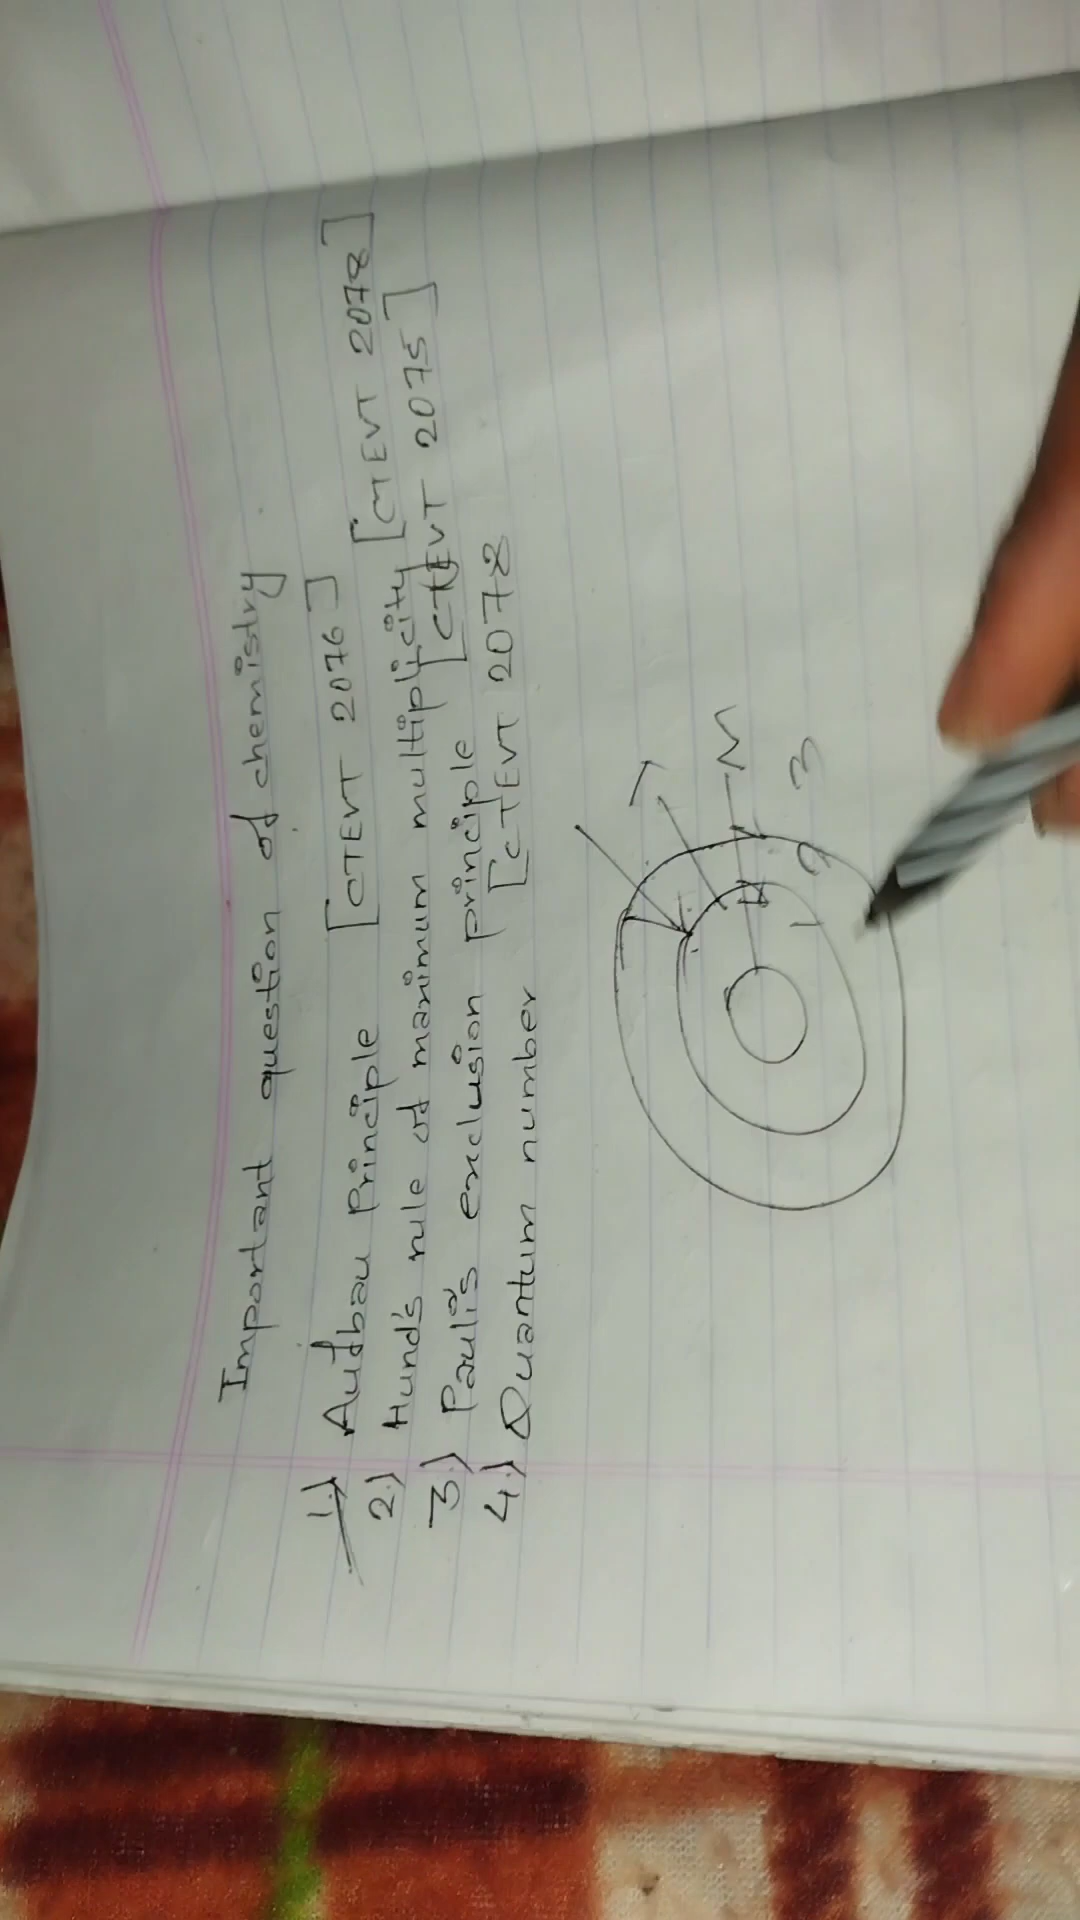 Important question of chemistry
1.) Aufbau Principle [CTEVT 2076]
2.) Hund's rule of maximum multiplicity [CTEVT 2078]
3.) Pauli's exclusion principle [CTEVT 2075]
4.) Quantum number [CTEVT 2078
1 2 3